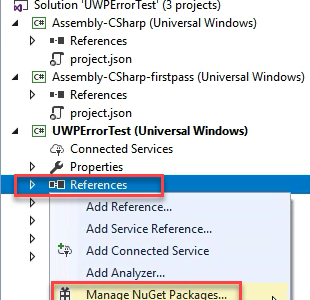 Solution 'UWPErrorTest' (3 projects)
C# Assembly-CSharp (Universal Windows)
References
project.json
C# Assembly-CSharp-firstpass (Universal Windows)
References
project.json
C# UWPErrorTest (Universal Windows)
Connected Services
Properties
References
Add Reference...
Add Service Reference...
Add Connected Service
Add Analyzer...
Manage NuGet Packages...